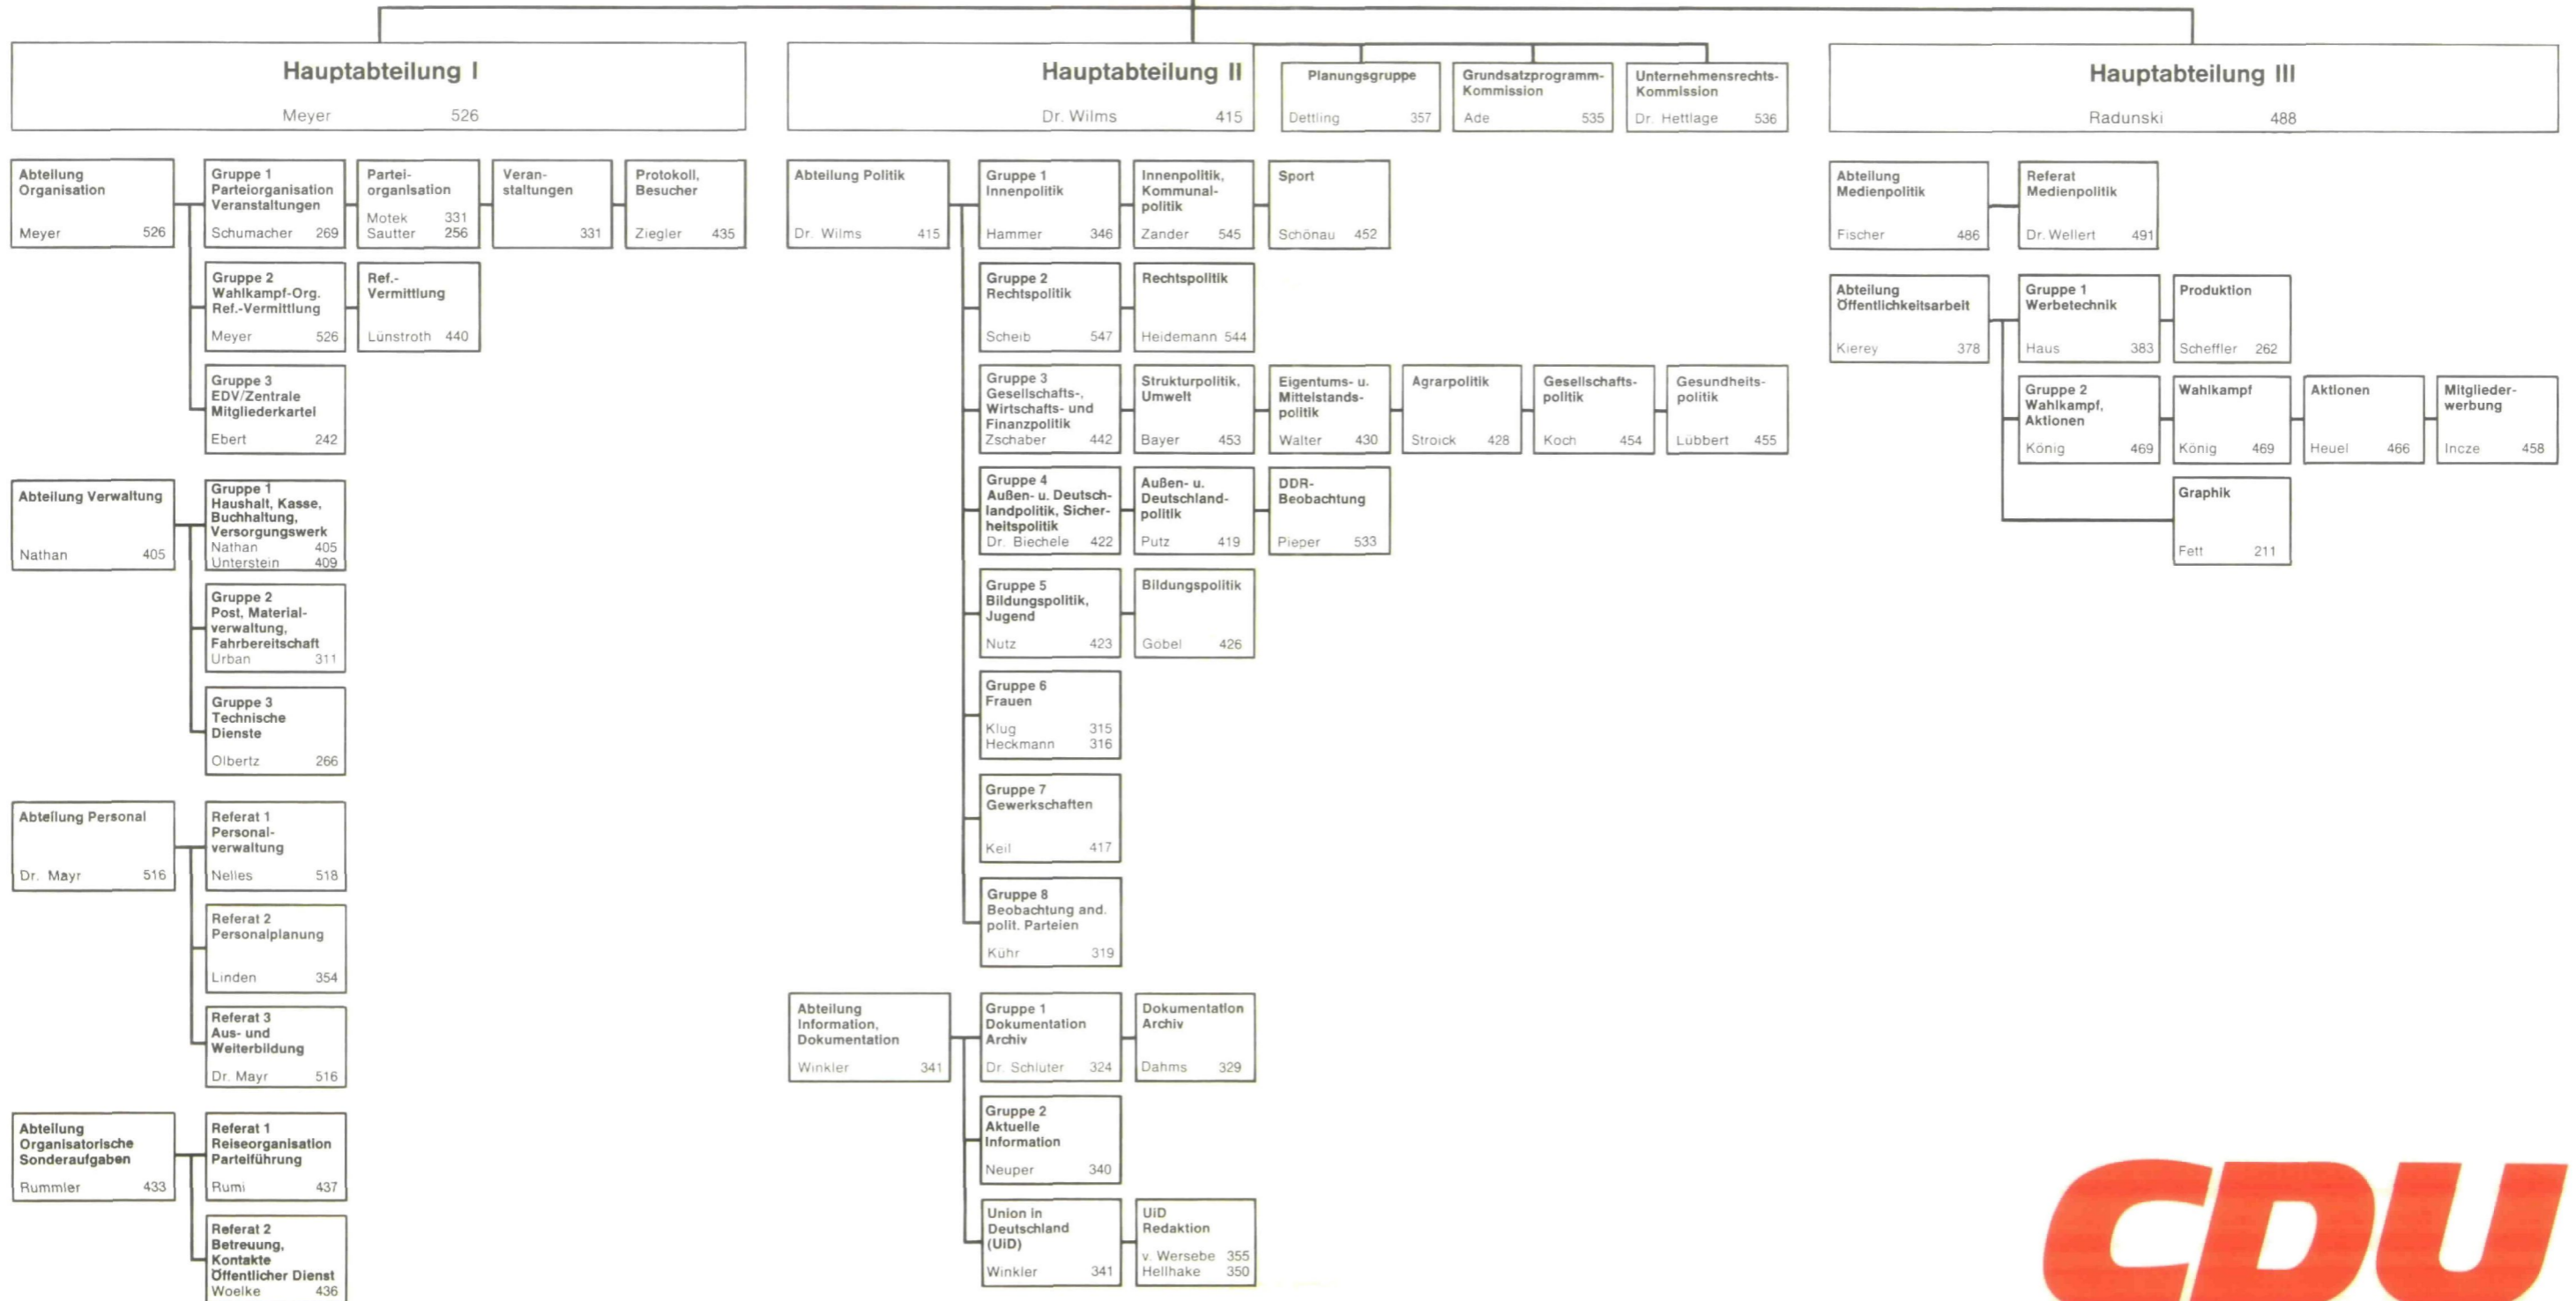 Hauptabteilung I
Meyer 526
Abteilung
Organisation
Meyer 526
Gruppe 1
Parteiorganisation
Veranstaltungen
Schumacher 269
Partei-
organisation
Motek 331
Sautter 256
Veran-
staltungen
331
Protokoll,
Besucher
Ziegler 435
Gruppe 2
Wahlkampf-Org.
Ref.-Vermittlung
Meyer 526
Ref.-
Vermittlung
Lünstroth 440
Gruppe 3
EDV/Zentrale
Mitgliederkartei
Ebert 242
Abteilung Verwaltung
Nathan 405
Gruppe 1
Haushalt, Kasse,
Buchhaltung,
Versorgungswerk
Nathan 405
Unterstein 409
Gruppe 2
Post, Material-
verwaltung,
Fahrbereitschaft
Urban 311
Gruppe 3
Technische
Dienste
Olbertz 266
Abteilung Personal
Dr. Mayr 516
Referat 1
Personal-
verwaltung
Nelles 518
Referat 2
Personalplanung
Linden 354
Referat 3
Aus- und
Weiterbildung
Dr. Mayr 516
Abteilung
Organisatorische
Sonderaufgaben
Rummler 433
Referat 1
Reiseorganisation
Parteiführung
Rumi 437
Referat 2
Betreuung,
Kontakte
Öffentlicher Dienst
Woelke 436
Hauptabteilung II
Dr. Wilms 415
Planungsgruppe
Dettling 357
Grundsatzprogramm-
Kommission
Ade 535
Unternehmensrechts-
Kommission
Dr. Hettlage 536
Abteilung Politik
Dr. Wilms 415
Gruppe 1
Innenpolitik
Hammer 346
Innenpolitik,
Kommunal-
politik
Zander 545
Sport
Schönau 452
Gruppe 2
Rechtspolitik
Scheib 547
Rechtspolitik
Heidemann 544
Gruppe 3
Gesellschafts-,
Wirtschafts- und
Finanzpolitik
Zschaber 442
Strukturpolitik,
Umwelt
Bayer 453
Eigentums- u.
Mittelstands-
politik
Walter 430
Agrarpolitik
Stroick 428
Gesellschafts-
politik
Koch 454
Gesundheits-
politik
Lübbert 455
Gruppe 4
Außen- u. Deutsch-
landpolitik, Sicher-
heitspolitik
Dr. Biechele 422
Außen- u.
Deutschland-
politik
Putz 419
DDR-
Beobachtung
Pieper 533
Gruppe 5
Bildungspolitik,
Jugend
Nutz 423
Bildungspolitik
Göbel 426
Gruppe 6
Frauen
Klug 315
Heckmann 316
Gruppe 7
Gewerkschaften
Keil 417
Gruppe 8
Beobachtung and.
polit. Parteien
Kühr 319
Abteilung
Information,
Dokumentation
Winkler 341
Gruppe 1
Dokumentation
Archiv
Dr. Schlüter 324
Dokumentation
Archiv
Dahms 329
Gruppe 2
Aktuelle
Information
Neuper 340
Union in
Deutschland
(UiD)
Winkler 341
UiD
Redaktion
v. Wersebe 355
Hellhake 350
Hauptabteilung III
Radunski 488
Abteilung
Medienpolitik
Fischer 486
Referat
Medienpolitik
Dr. Wellert 491
Abteilung
Öffentlichkeitsarbeit
Kierey 378
Gruppe 1
Werbetechnik
Haus 383
Produktion
Scheffler 262
Gruppe 2
Wahlkampf,
Aktionen
König 469
Wahlkampf
König 469
Aktionen
Heuel 466
Mitglieder-
werbung
Incze 458
Graphik
Fett 211
CDU